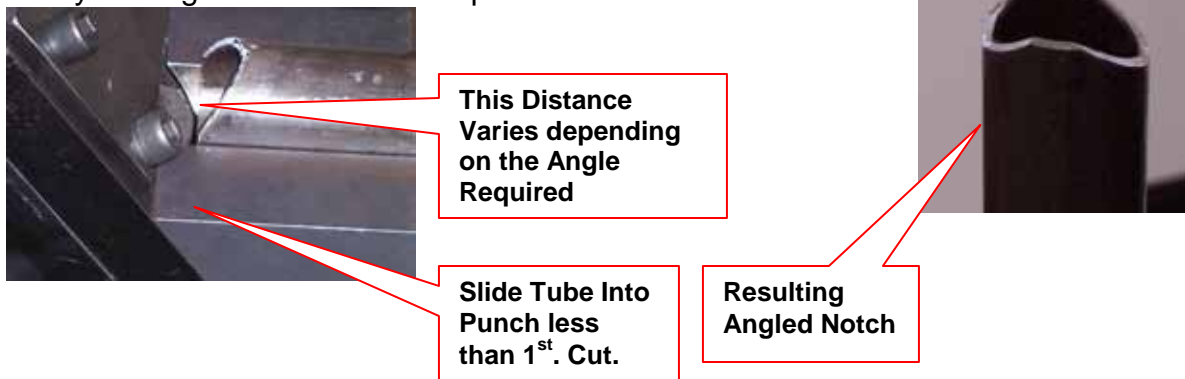 This Distance
Varies depending
on the Angle
Required
Slide Tube Into
Punch less
than 1st. Cut.
Resulting
Angled Notch